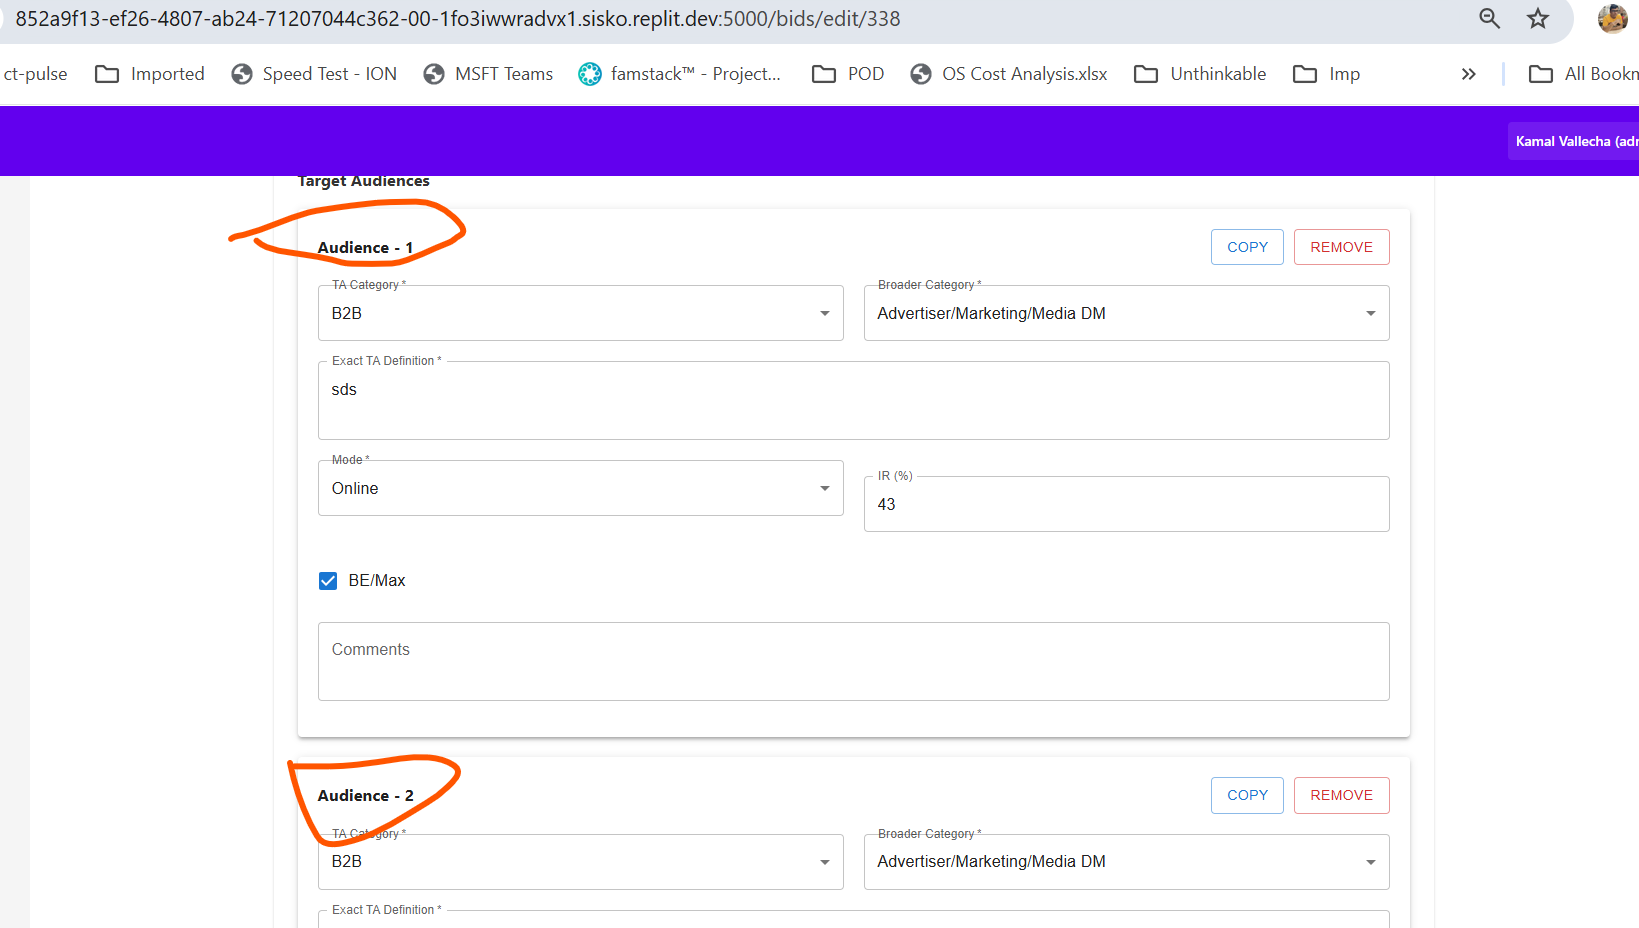 852a9f13-ef26-4807-ab24-71207044c362-00-1fo3iwwradvx1.sisko.replit.dev:5000/bids/edit/338
ct-pulse Imported Speed Test - ION MSFT Teams famstack™ - Project... POD OS Cost Analysis.xlsx Unthinkable Imp » All Bookn
Kamal Vallecha (adm
Target Audiences
Audience - 1 COPY REMOVE
TA Category * Broader Category *
B2B Advertiser/Marketing/Media DM
Exact TA Definition *
sds
Mode * IR (%)
Online 43
BE/Max
Comments
Audience - 2 COPY REMOVE
TA Category * Broader Category *
B2B Advertiser/Marketing/Media DM
Exact TA Definition *